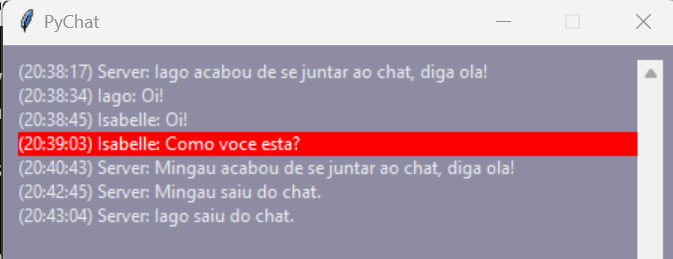 PyChat
(20:38:17) Server: Iago acabou de se juntar ao chat, diga ola!
(20:38:34) Iago: Oi!
(20:38:45) Isabelle: Oi!
(20:39:03) Isabelle: Como voce esta?
(20:40:43) Server: Mingau acabou de se juntar ao chat, diga ola!
(20:42:45) Server: Mingau saiu do chat.
(20:43:04) Server: Iago saiu do chat.